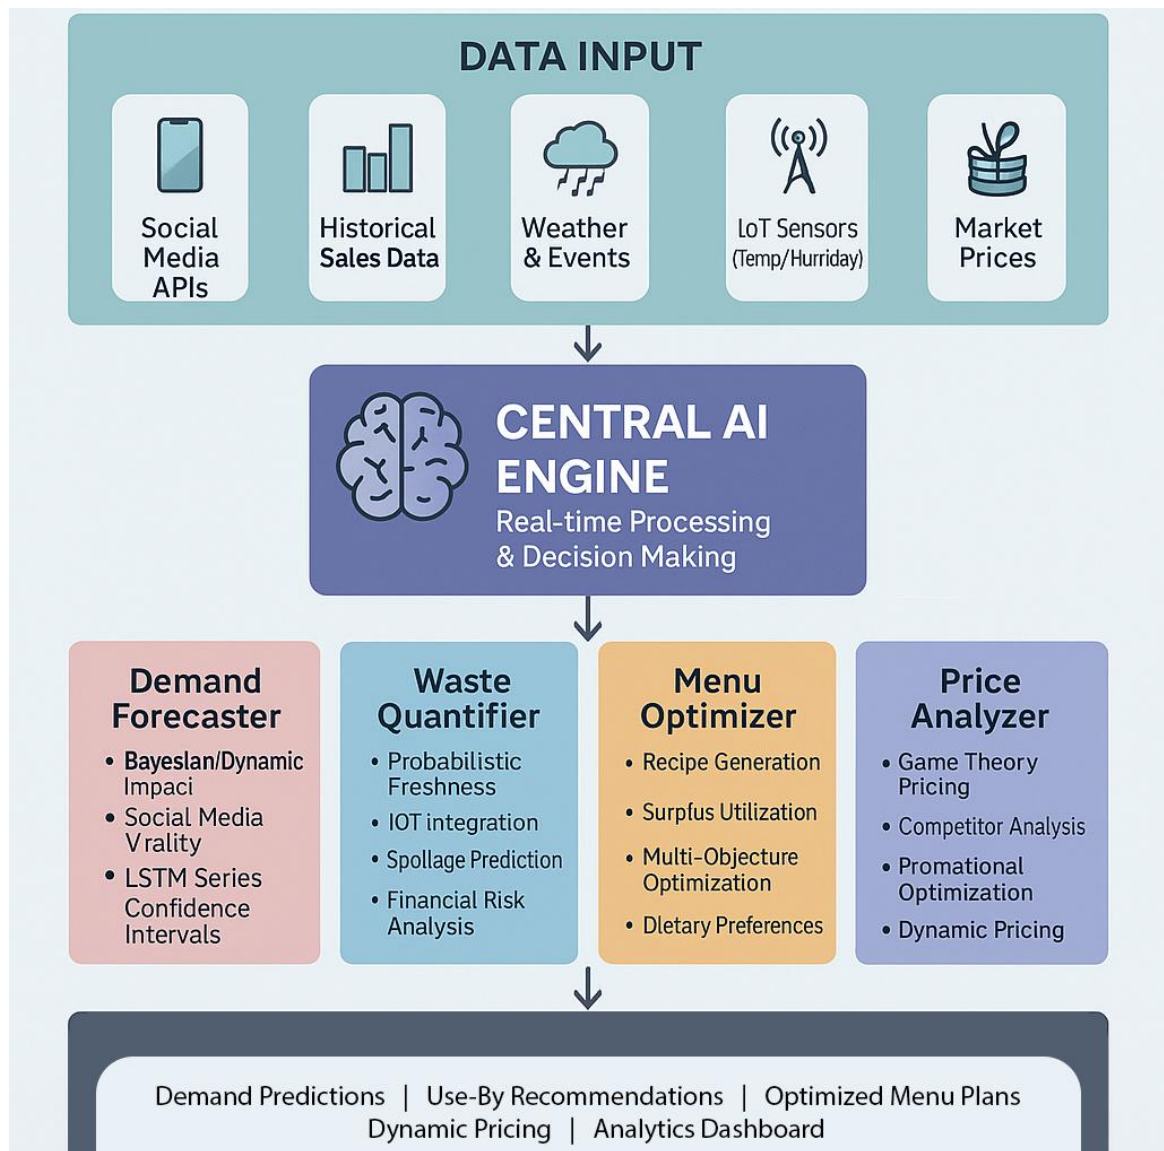 DATA INPUT
Social
Media
APIs
Historical
Sales Data
Weather
& Events
LoT Sensors
(Temp/Hurriday)
Market
Prices
CENTRAL AI
ENGINE
Real-time Processing
& Decision Making
Demand
Forecaster
• Bayeslan/Dynamic
Impaci
• Social Media
Vrality
• LSTM Series
Confidence
Intervals
Waste
Quantifier
• Probabilistic
Freshness
• IOT integration
• Spollage Prediction
• Financial Risk
Analysis
Menu
Optimizer
• Recipe Generation
• Surpfus Utilization
• Multi-Objecture
Optimization
• Dletary Preferences
Price
Analyzer
• Game Theory
Pricing
• Competitor Analysis
• Promational
Optimization
• Dynamic Pricing
Demand Predictions | Use-By Recommendations | Optimized Menu Plans
Dynamic Pricing | Analytics Dashboard